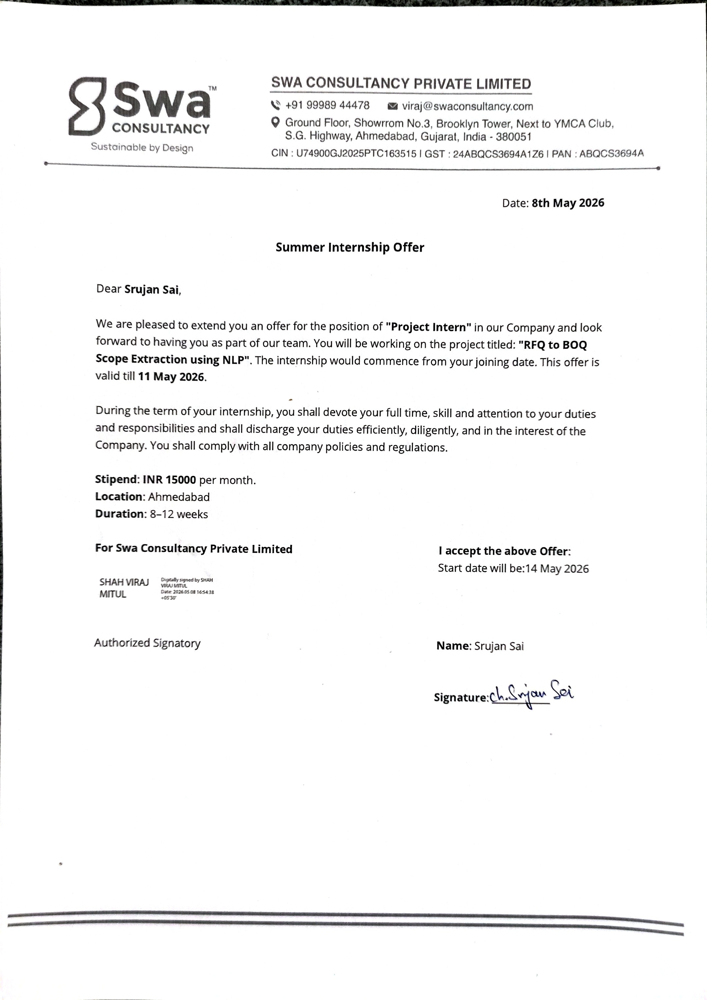 Swa™
CONSULTANCY
Sustainable by Design
SWA CONSULTANCY PRIVATE LIMITED
+91 99989 44478 viraj@swaconsultancy.com
Ground Floor, Showrrom No.3, Brooklyn Tower, Next to YMCA Club,
S.G. Highway, Ahmedabad, Gujarat, India - 380051
CIN : U74900GJ2025PTC163515 | GST : 24ABQCS3694A1Z6 | PAN : ABQCS3694A
Date: 8th May 2026
Summer Internship Offer
Dear Srujan Sai,
We are pleased to extend you an offer for the position of "Project Intern" in our Company and look
forward to having you as part of our team. You will be working on the project titled: "RFQ to BOQ
Scope Extraction using NLP". The internship would commence from your joining date. This offer is
valid till 11 May 2026.
During the term of your internship, you shall devote your full time, skill and attention to your duties
and responsibilities and shall discharge your duties efficiently, diligently, and in the interest of the
Company. You shall comply with all company policies and regulations.
Stipend: INR 15000 per month.
Location: Ahmedabad
Duration: 8–12 weeks
For Swa Consultancy Private Limited
SHAH VIRAJ
MITUL
Digitally signed by SHAH
VIRAJ MITUL
Date: 2026.05.08 16:54:38
+05'30'
Authorized Signatory
I accept the above Offer:
Start date will be:14 May 2026
Name: Srujan Sai
Signature:Ch.Srjan Sai